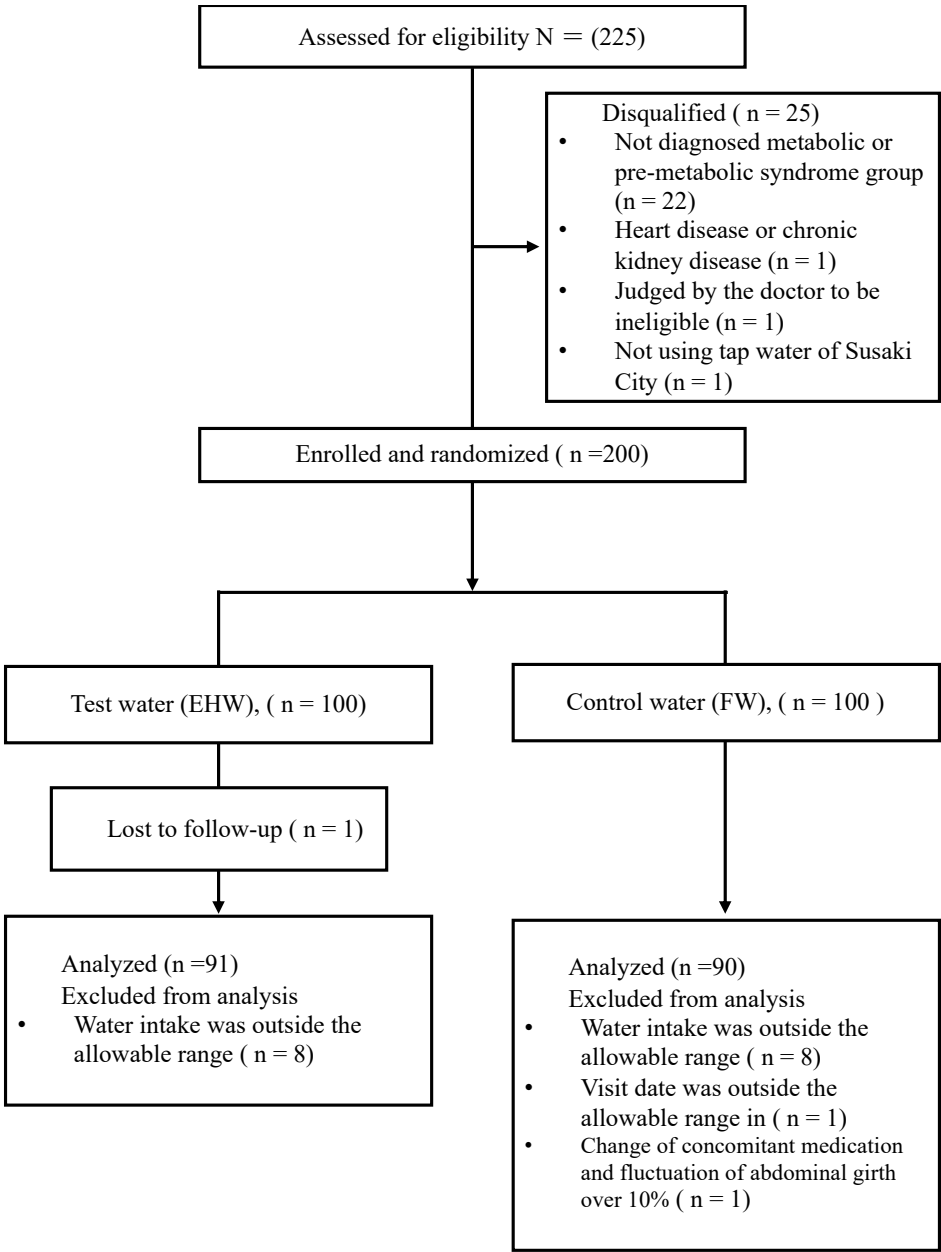 Assessed for eligibility N = (225)
Disqualified ( n = 25)
• Not diagnosed metabolic or
pre-metabolic syndrome group
(n = 22)
• Heart disease or chronic
kidney disease (n = 1)
• Judged by the doctor to be
ineligible (n = 1)
• Not using tap water of Susaki
City (n = 1)
Enrolled and randomized ( n =200)
Test water (EHW), ( n = 100)
Control water (FW), ( n = 100 )
Lost to follow-up ( n = 1)
Analyzed (n =91)
Excluded from analysis
• Water intake was outside the
allowable range ( n = 8)
Analyzed (n =90)
Excluded from analysis
• Water intake was outside the
allowable range ( n = 8)
• Visit date was outside the
allowable range in ( n = 1)
• Change of concomitant medication
and fluctuation of abdominal girth
over 10% ( n = 1)